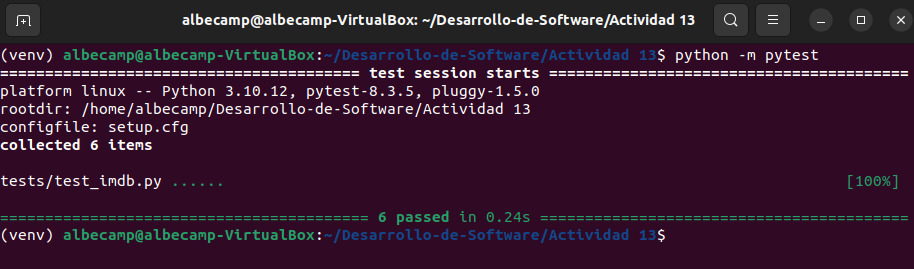 albecamp@albecamp-VirtualBox: ~/Desarrollo-de-Software/Actividad 13
(venv) albecamp@albecamp-VirtualBox:~/Desarrollo-de-Software/Actividad 13$ python -m pytest
======================================== test session starts ========================================
platform linux -- Python 3.10.12, pytest-8.3.5, pluggy-1.5.0
rootdir: /home/albecamp/Desarrollo-de-Software/Actividad 13
configfile: setup.cfg
collected 6 items
tests/test_imdb.py ...... [100%]
========================================= 6 passed in 0.24s =========================================
(venv) albecamp@albecamp-VirtualBox:~/Desarrollo-de-Software/Actividad 13$